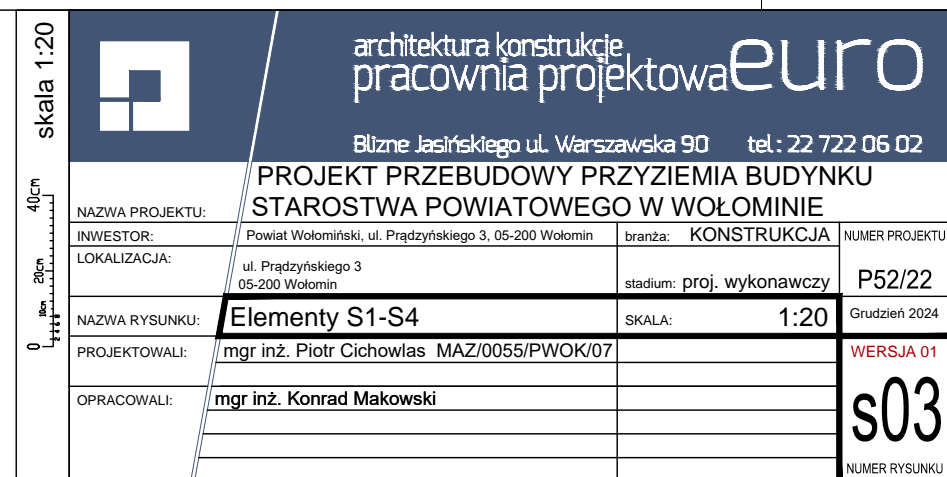 skala 1:20
architektura konstrukcje
pracownia projektowa euro
Blizne Jasińskiego ul. Warszawska 90 tel.: 22 722 06 02
NAZWA PROJEKTU: PROJEKT PRZEBUDOWY PRZYZIEMIA BUDYNKU
STAROSTWA POWIATOWEGO W WOŁOMINIE
INWESTOR: Powiat Wołomiński, ul. Prądzyńskiego 3, 05-200 Wołomin branża: KONSTRUKCJA NUMER PROJEKTU
LOKALIZACJA: ul. Prądzyńskiego 3
05-200 Wołomin stadium: proj. wykonawczy P52/22
NAZWA RYSUNKU: Elementy S1-S4 SKALA: 1:20 Grudzień 2024
PROJEKTOWALI: mgr inż. Piotr Cichowlas MAZ/0055/PWOK/07 WERSJA 01
OPRACOWALI: mgr inż. Konrad Makowski
s03
NUMER RYSUNKU
40cm
20cm
10cm
2 4 6 8
0